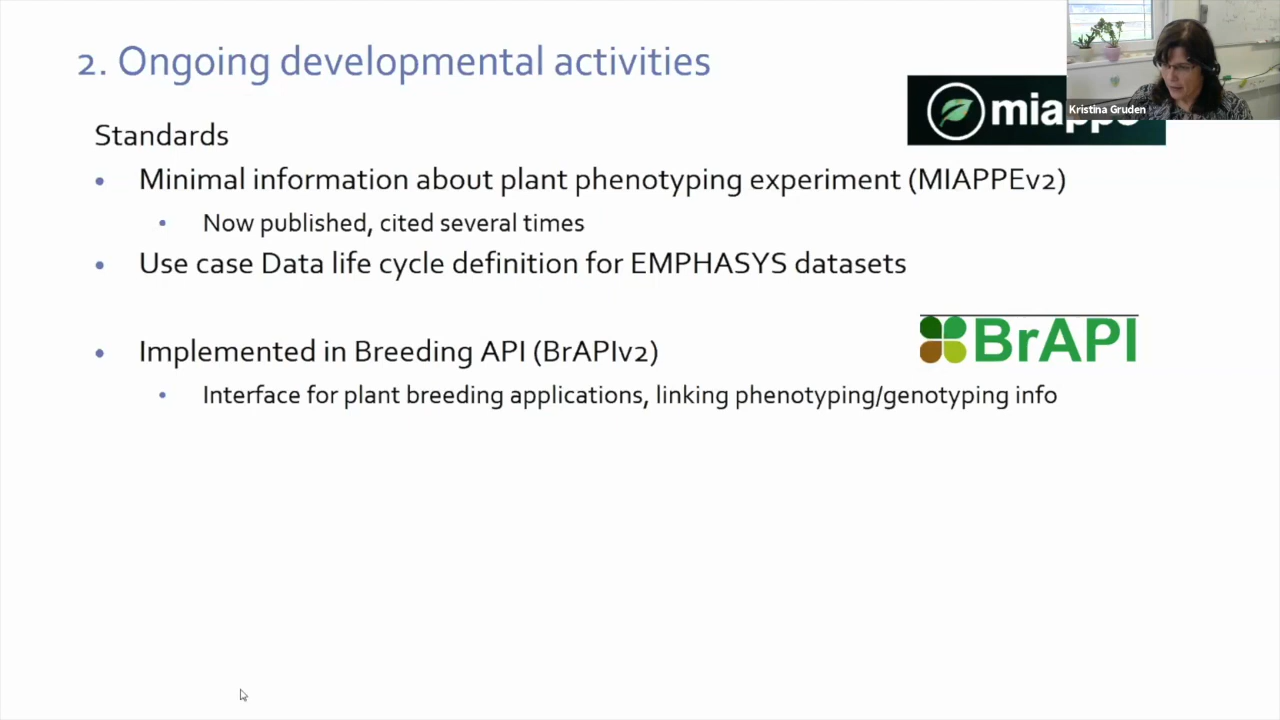 2. Ongoing developmental activities
miappe
Kristina Gruden
Standards
• Minimal information about plant phenotyping experiment (MIAPPEv2)
• Now published, cited several times
• Use case Data life cycle definition for EMPHASYS datasets
BrAPI
• Implemented in Breeding API (BrAPIv2)
• Interface for plant breeding applications, linking phenotyping/genotyping info